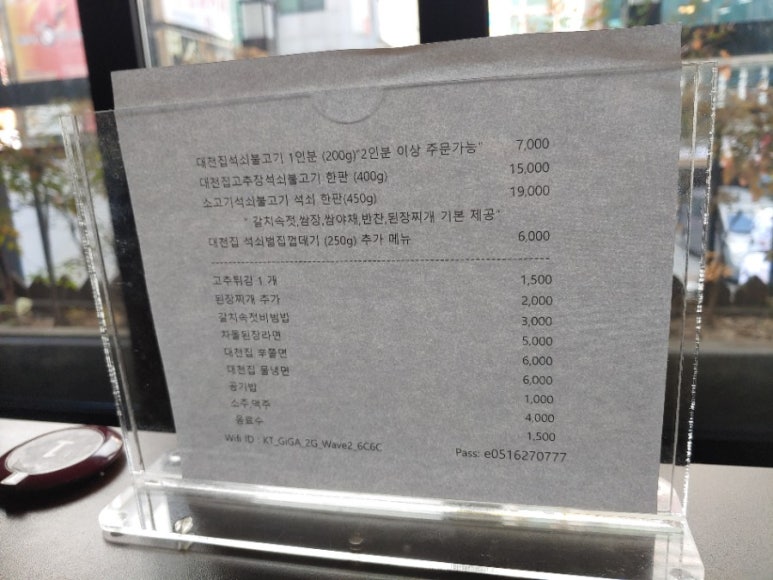 대천집석쇠불고기 1인분 (200g)"2인분 이상 주문가능" 7,000
대천집고추장석쇠불고기 한판 (400g) 15,000
소고기석쇠불고기 석쇠 한판(450g) 19,000
" 갈치속젓,쌈장,쌈야채,반찬,된장찌개 기본 제공"
대천집 석쇠벌집껍데기 (250g) 추가 메뉴 6,000
고추튀김 1 개 1,500
된장찌개 추가 2,000
갈치속젓비빔밥 3,000
차돌된장라면 5,000
대천집 쫄면 6,000
대천집 물냉면 6,000
공기밥 1,000
소주,맥주 4,000
음료수 1,500
Wifi ID : KT_GiGA_2G_Wave2_6C6C Pass: e0516270777